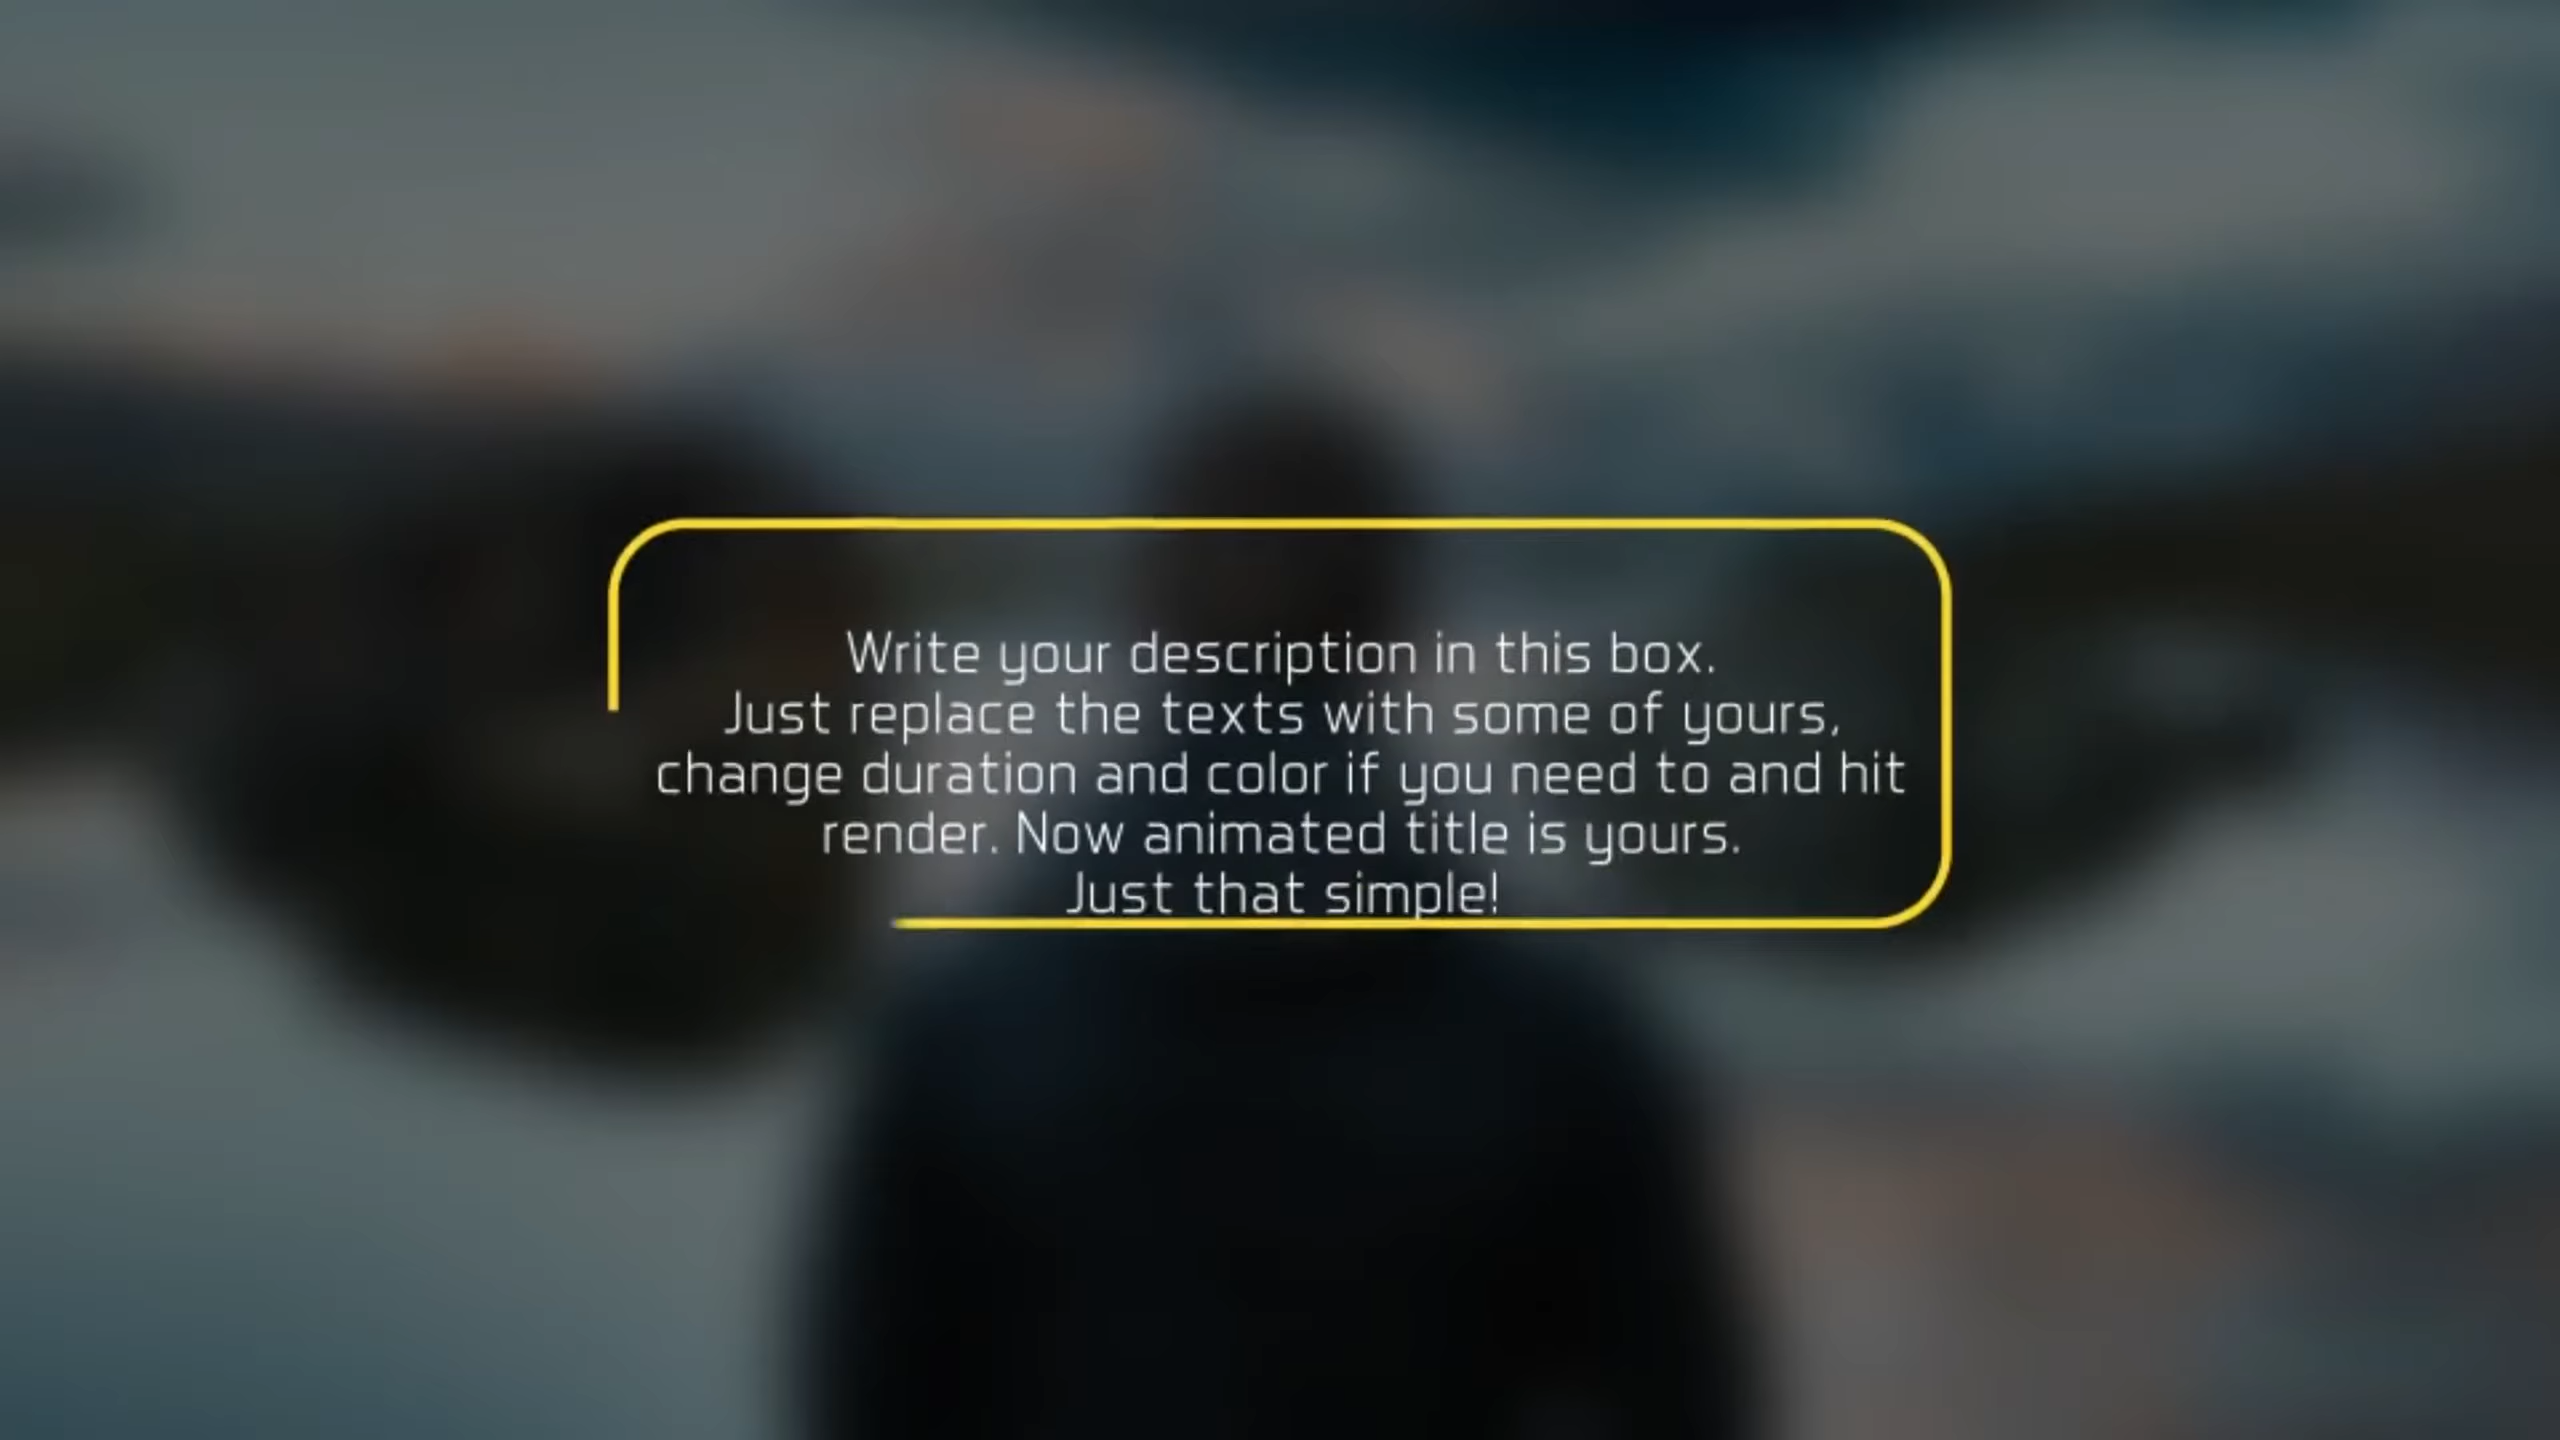 Write your description in this box.
Just replace the texts with some of yours,
change duration and color if you need to and hit
render. Now animated title is yours.
Just that simple!